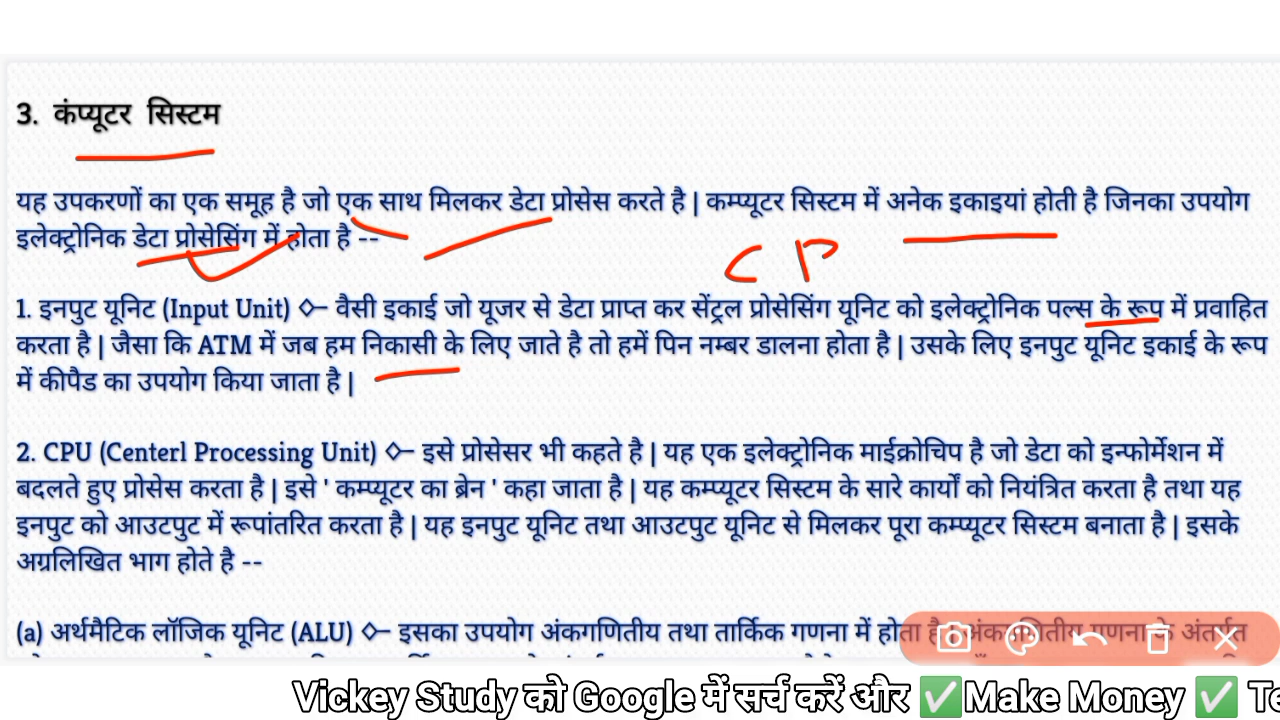 3. कंप्यूटर सिस्टम
यह उपकरणों का एक समूह है जो एक साथ मिलकर डेटा प्रोसेस करते है | कम्प्यूटर सिस्टम में अनेक इकाइयां होती है जिनका उपयोग
इलेक्ट्रोनिक डेटा प्रोसेसिंग में होता है --
C P
1. इनपुट यूनिट (Input Unit) ◇– वैसी इकाई जो यूजर से डेटा प्राप्त कर सेंट्रल प्रोसेसिंग यूनिट को इलेक्ट्रोनिक पल्स के रूप में प्रवाहित
करता है | जैसा कि ATM में जब हम निकासी के लिए जाते है तो हमें पिन नम्बर डालना होता है | उसके लिए इनपुट यूनिट इकाई के रूप
में कीपैड का उपयोग किया जाता है |
2. CPU (Centerl Processing Unit) ◇– इसे प्रोसेसर भी कहते है | यह एक इलेक्ट्रोनिक माईक्रोचिप है जो डेटा को इन्फोर्मेशन में
बदलते हुए प्रोसेस करता है | इसे ' कम्प्यूटर का ब्रेन ' कहा जाता है | यह कम्प्यूटर सिस्टम के सारे कार्यों को नियंत्रित करता है तथा यह
इनपुट को आउटपुट में रूपांतरित करता है | यह इनपुट यूनिट तथा आउटपुट यूनिट से मिलकर पूरा कम्प्यूटर सिस्टम बनाता है | इसके
अग्रलिखित भाग होते है --
(a) अर्थमैटिक लॉजिक यूनिट (ALU) ◇– इसका उपयोग अंकगणितीय तथा तार्किक गणना में होता है | अंकगणितीय गणना के अंतर्गत
Vickey Study को Google में सर्च करें और ✅Make Money ✅ Te